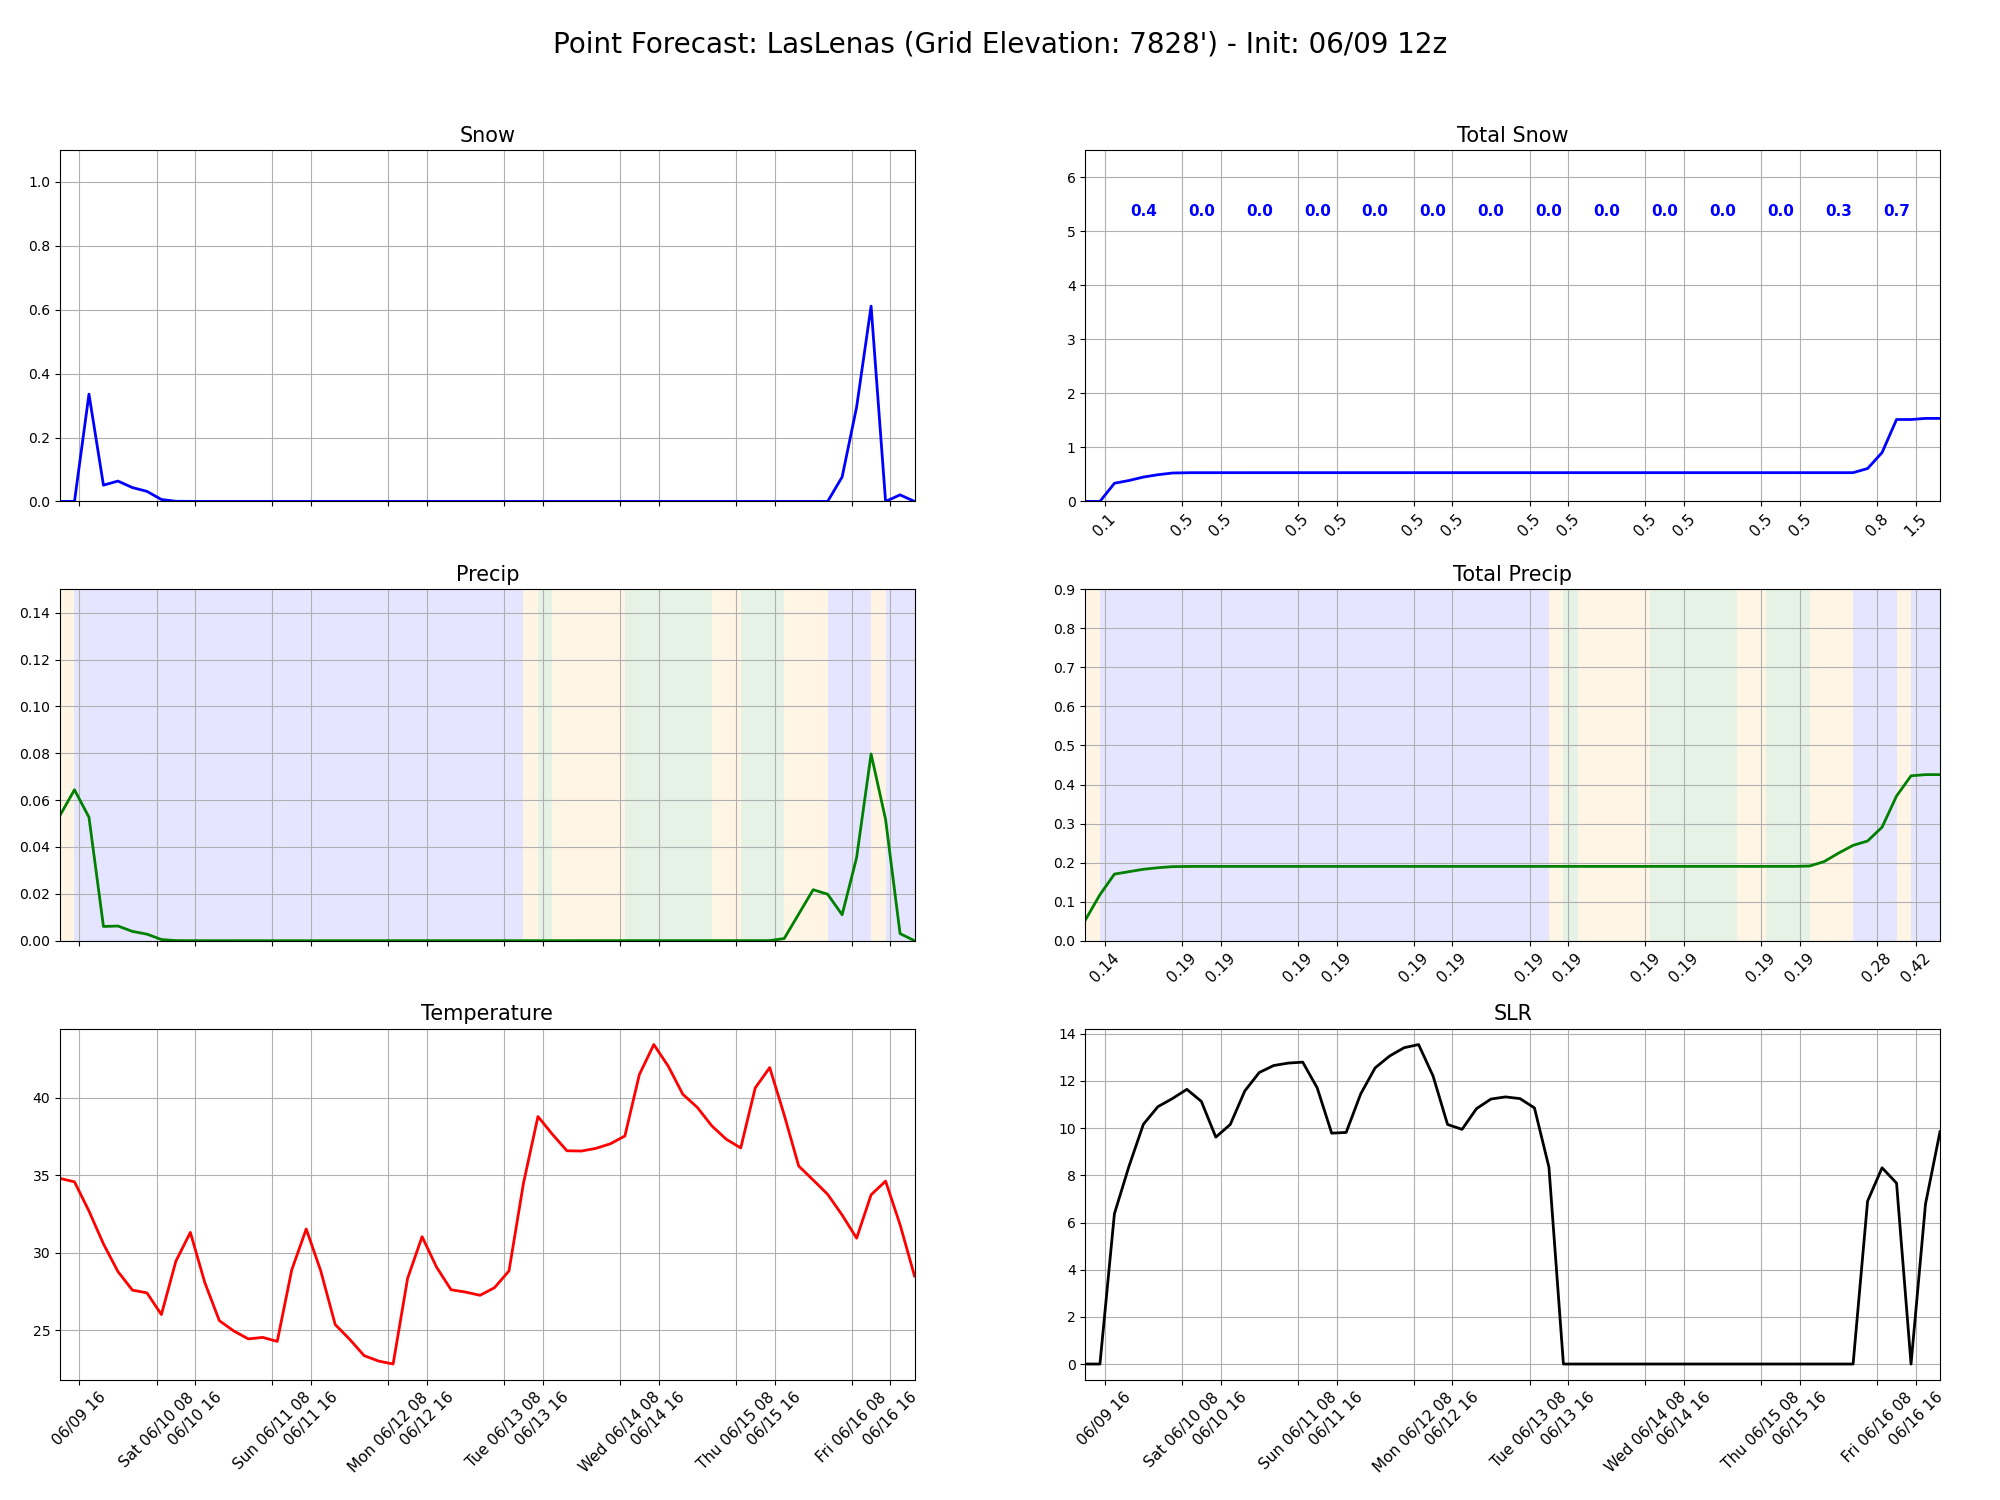 Point Forecast: LasLenas (Grid Elevation: 7828') - Init: 06/09 12z
Snow
1.0
0.8
0.6
0.4
0.2
0.0
Total Snow
6
5
4
3
2
1
0
0.4 0.0 0.0 0.0 0.0 0.0 0.0 0.0 0.0 0.0 0.0 0.0 0.3 0.7
0.1 0.5 0.5 0.5 0.5 0.5 0.5 0.5 0.5 0.5 0.5 0.5 0.5 0.8 1.5
Precip
0.14
0.12
0.10
0.08
0.06
0.04
0.02
0.00
Total Precip
0.9
0.8
0.7
0.6
0.5
0.4
0.3
0.2
0.1
0.0
0.14 0.19 0.19 0.19 0.19 0.19 0.19 0.19 0.19 0.19 0.19 0.19 0.19 0.28 0.42
Temperature
40
35
30
25
06/09 16
Sat 06/10 08
06/10 16
Sun 06/11 08
06/11 16
Mon 06/12 08
06/12 16
Tue 06/13 08
06/13 16
Wed 06/14 08
06/14 16
Thu 06/15 08
06/15 16
Fri 06/16 08
06/16 16
SLR
14
12
10
8
6
4
2
0
06/09 16
Sat 06/10 08
06/10 16
Sun 06/11 08
06/11 16
Mon 06/12 08
06/12 16
Tue 06/13 08
06/13 16
Wed 06/14 08
06/14 16
Thu 06/15 08
06/15 16
Fri 06/16 08
06/16 16